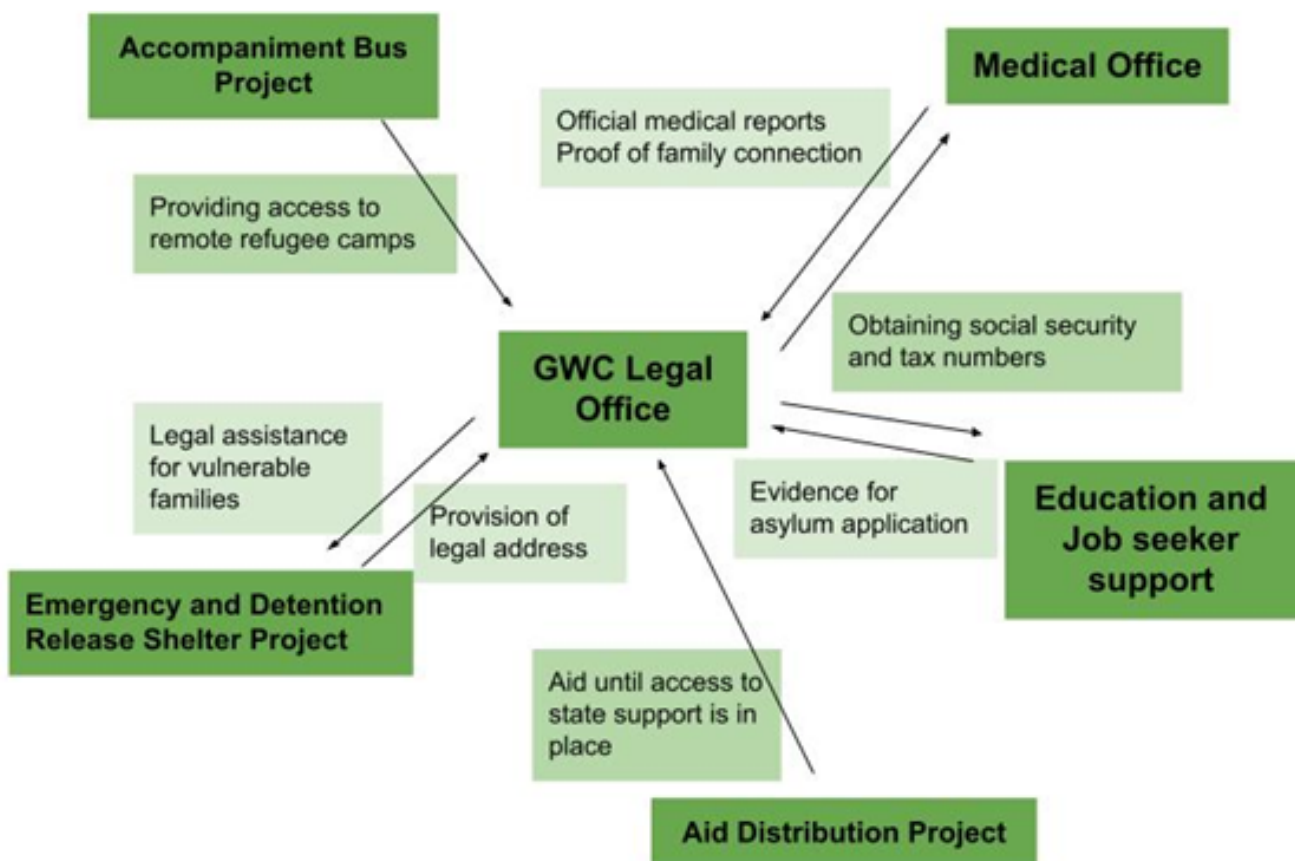 Accompaniment Bus
Project
Medical Office
Official medical reports
Proof of family connection
Providing access to
remote refugee camps
Obtaining social security
and tax numbers
GWC Legal
Office
Legal assistance
for vulnerable
families
Provision of
legal address
Evidence for
asylum application
Education and
Job seeker
support
Emergency and Detention
Release Shelter Project
Aid until access to
state support is in
place
Aid Distribution Project